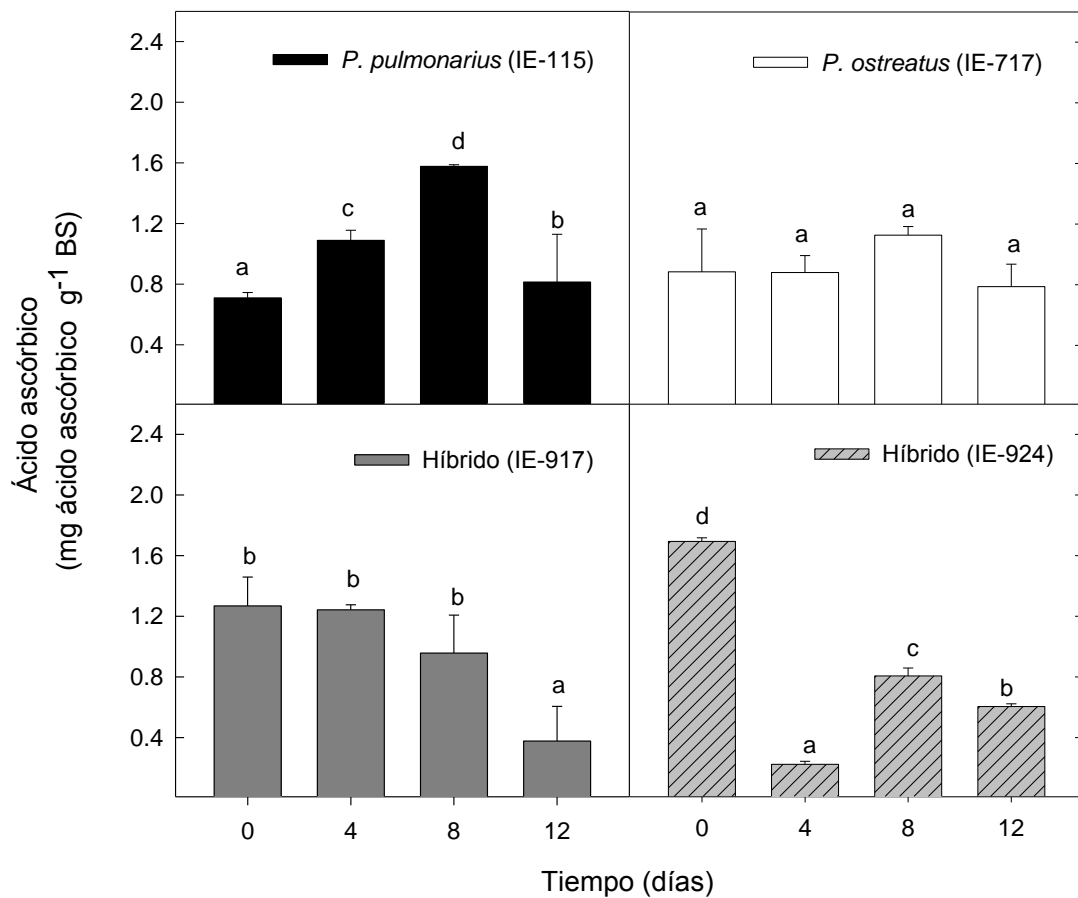 Ácido ascórbico
(mg ácido ascórbico g-1 BS)
2.4
2.0
1.6
1.2
0.8
0.4
P. pulmonarius (IE-115)
a
c
d
b
P. ostreatus (IE-717)
a
a
a
a
2.4
2.0
1.6
1.2
0.8
0.4
Híbrido (IE-917)
b
b
b
a
Híbrido (IE-924)
d
a
c
b
0 4 8 12
0 4 8 12
Tiempo (días)